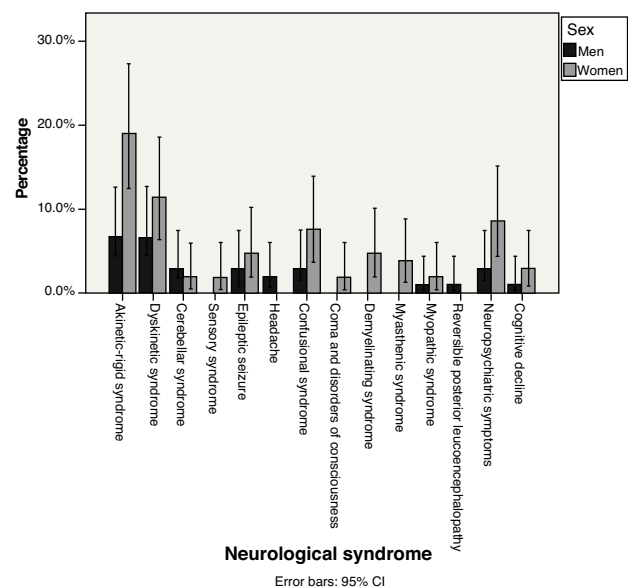 Sex
Men
Women
30.0%
20.0%
10.0%
0.0%
Percentage
Akinetic-rigid syndrome
Dyskinetic syndrome
Cerebellar syndrome
Sensory syndrome
Epileptic seizure
Headache
Confusional syndrome
Coma and disorders of consciousness
Demyelinating syndrome
Myasthenic syndrome
Myopathic syndrome
Reversible posterior leucoencephalopathy
Neuropsychiatric symptoms
Cognitive decline
Neurological syndrome
Error bars: 95% CI